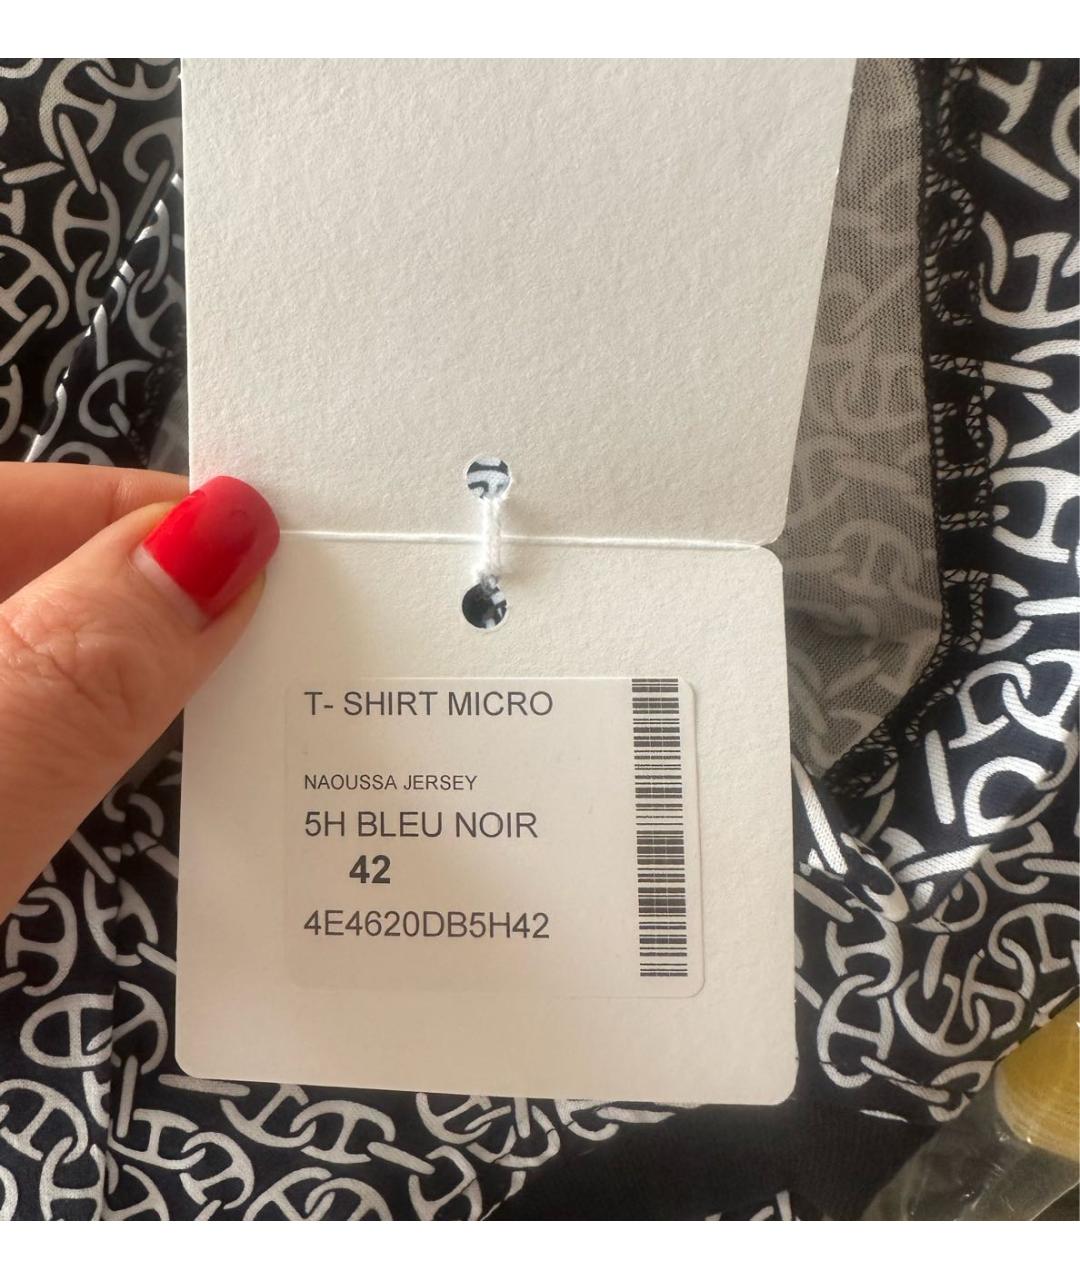 T- SHIRT MICRO
NAOUSSA JERSEY
5H BLEU NOIR
42
4E4620DB5H42